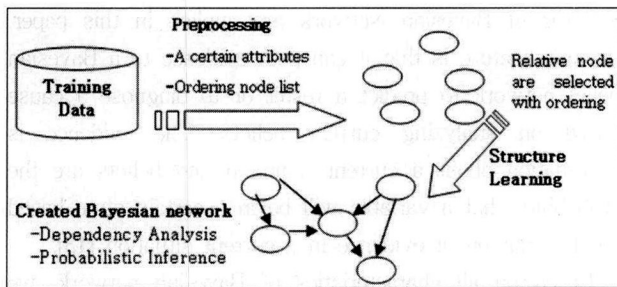 Preprocessing
-A certain attributes
-Ordering node list
Training
Data
Relative node
are selected
with ordering
Structure
Learning
Created Bayesian network
-Dependency Analysis
-Probabilistic Inference